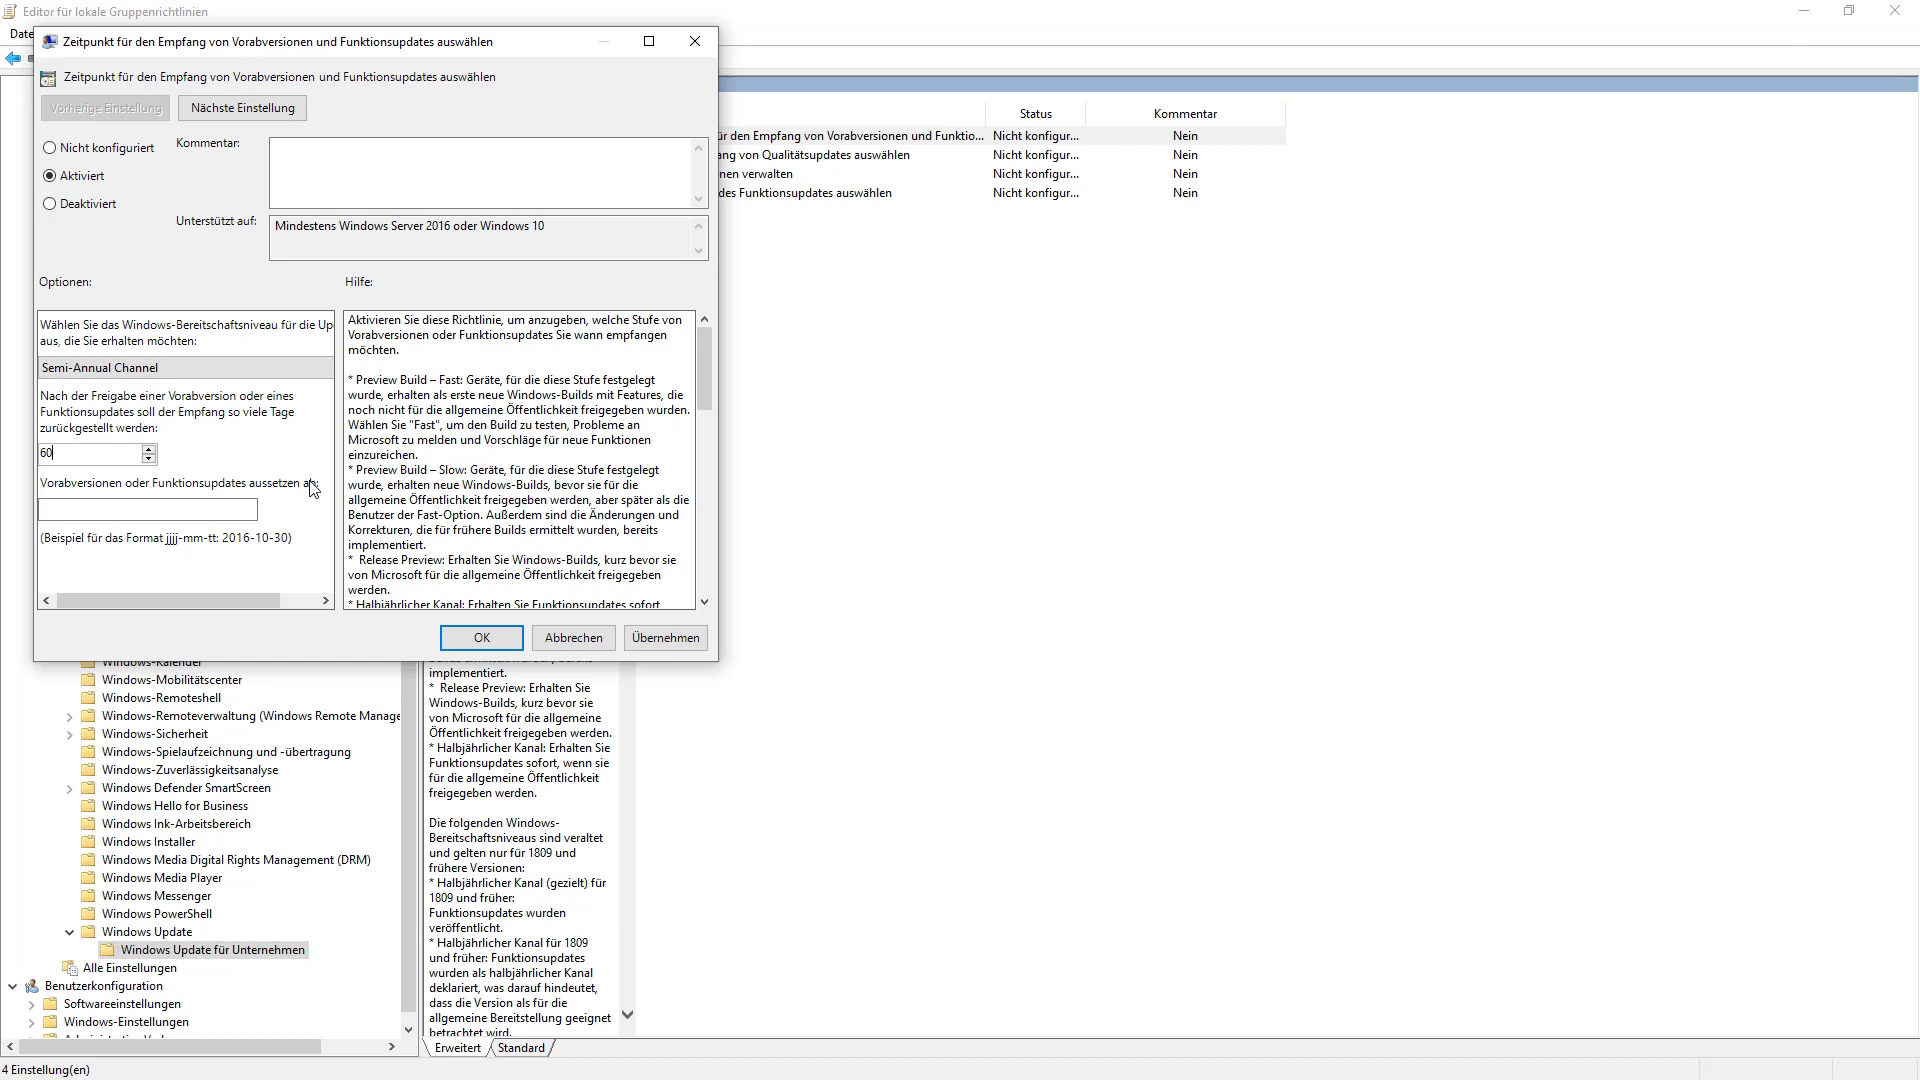 Editor für lokale Gruppenrichtlinien
Date
Zeitpunkt für den Empfang von Vorabversionen und Funktionsupdates auswählen
Zeitpunkt für den Empfang von Vorabversionen und Funktionsupdates auswählen
Vorherige Einstellung
Nächste Einstellung
Nicht konfiguriert
Aktiviert
Deaktiviert
Kommentar:
Unterstützt auf:
Mindestens Windows Server 2016 oder Windows 10
Optionen:
Hilfe:
Wählen Sie das Windows-Bereitschaftsniveau für die Up
aus, die Sie erhalten möchten:
Semi-Annual Channel
Nach der Freigabe einer Vorabversion oder eines
Funktionsupdates soll der Empfang so viele Tage
zurückgestellt werden:
60
Vorabversionen oder Funktionsupdates aussetzen ab:
(Beispiel für das Format jjjj-mm-tt: 2016-10-30)
Aktivieren Sie diese Richtlinie, um anzugeben, welche Stufe von
Vorabversionen oder Funktionsupdates Sie wann empfangen
möchten.
* Preview Build – Fast: Geräte, für die diese Stufe festgelegt
wurde, erhalten als erste neue Windows-Builds mit Features, die
noch nicht für die allgemeine Öffentlichkeit freigegeben wurden.
Wählen Sie "Fast", um den Build zu testen, Probleme an
Microsoft zu melden und Vorschläge für neue Funktionen
einzureichen.
* Preview Build – Slow: Geräte, für die diese Stufe festgelegt
wurde, erhalten neue Windows-Builds, bevor sie für die
allgemeine Öffentlichkeit freigegeben werden, aber später als die
Benutzer der Fast-Option. Außerdem sind die Änderungen und
Korrekturen, die für frühere Builds ermittelt wurden, bereits
implementiert.
* Release Preview: Erhalten Sie Windows-Builds, kurz bevor sie
von Microsoft für die allgemeine Öffentlichkeit freigegeben
werden.
* Halbjährlicher Kanal: Erhalten Sie Funktionsupdates sofort
OK
Abbrechen
Übernehmen
Status
Kommentar
ür den Empfang von Vorabversionen und Funktio... Nicht konfigur... Nein
ang von Qualitätsupdates auswählen Nicht konfigur... Nein
nen verwalten Nicht konfigur... Nein
des Funktionsupdates auswählen Nicht konfigur... Nein
Windows-Kalender
Windows-Mobilitätscenter
Windows-Remoteshell
Windows-Remoteverwaltung (Windows Remote Manage
Windows-Sicherheit
Windows-Spielaufzeichnung und -übertragung
Windows-Zuverlässigkeitsanalyse
Windows Defender SmartScreen
Windows Hello for Business
Windows Ink-Arbeitsbereich
Windows Installer
Windows Media Digital Rights Management (DRM)
Windows Media Player
Windows Messenger
Windows PowerShell
Windows Update
Windows Update für Unternehmen
Alle Einstellungen
Benutzerkonfiguration
Softwareeinstellungen
Windows-Einstellungen
implementiert.
* Release Preview: Erhalten Sie
Windows-Builds, kurz bevor sie
von Microsoft für die allgemeine
Öffentlichkeit freigegeben werden.
* Halbjährlicher Kanal: Erhalten Sie
Funktionsupdates sofort, wenn sie
für die allgemeine Öffentlichkeit
freigegeben werden.
Die folgenden Windows-
Bereitschaftsniveaus sind veraltet
und gelten nur für 1809 und
frühere Versionen:
* Halbjährlicher Kanal (gezielt) für
1809 und früher:
Funktionsupdates wurden
veröffentlicht.
* Halbjährlicher Kanal für 1809
und früher: Funktionsupdates
wurden als halbjährlicher Kanal
deklariert, was darauf hindeutet,
dass die Version als für die
allgemeine Bereitstellung geeignet
betrachtet wird.
Erweitert
Standard
4 Einstellung(en)